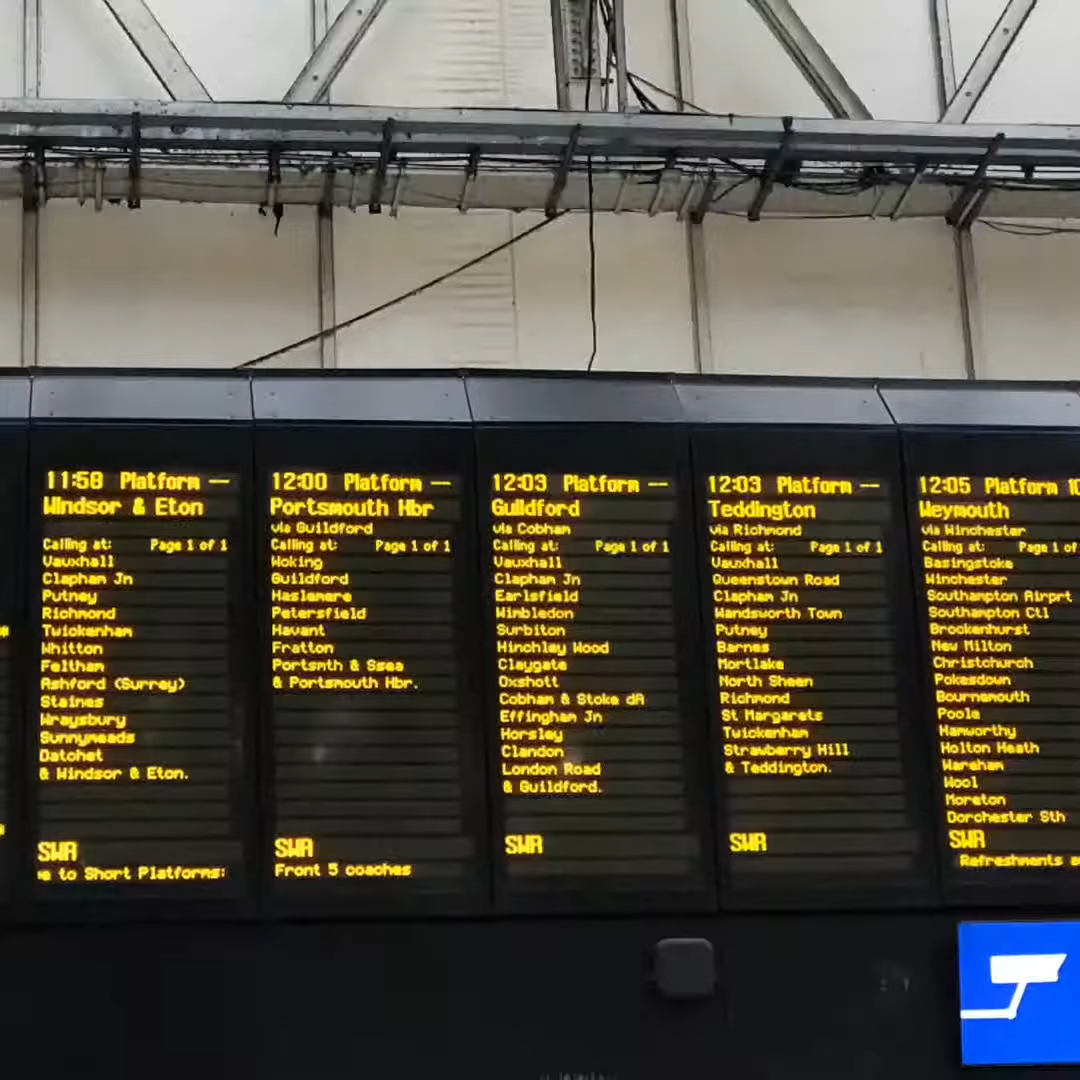 11:58 Platform --
Windsor & Eton
Calling at: Page 1 of 1
Vauxhall
Clapham Jn
Putney
Richmond
Twickenham
Whitton
Feltham
Ashford (Surrey)
Staines
Wraysbury
Sunnymeads
Datchet
& Windsor & Eton.
SWR
to Short Platforms:
12:00 Platform --
Portsmouth Hbr
via Guildford
Calling at: Page 1 of 1
Woking
Guildford
Haslemere
Petersfield
Havant
Fratton
Portsmth & Ssea
& Portsmouth Hbr.
SWR
Front 5 coaches
12:03 Platform --
Guildford
via Cobham
Calling at: Page 1 of 1
Vauxhall
Clapham Jn
Earlsfield
Wimbledon
Surbiton
Hinchley Wood
Claygate
Oxshott
Cobham & Stoke dA
Effingham Jn
Horsley
Clandon
London Road
& Guildford.
SWR
12:03 Platform --
Teddington
via Richmond
Calling at: Page 1 of 1
Vauxhall
Queenstown Road
Clapham Jn
Wandsworth Town
Putney
Barnes
Mortlake
North Sheen
Richmond
St Margarets
Twickenham
Strawberry Hill
& Teddington.
SWR
12:05 Platform 10
Weymouth
via Winchester
Calling at: Page 1 of
Basingstoke
Winchester
Southampton Airprt
Southampton Ctl
Brockenhurst
New Milton
Christchurch
Pokesdown
Bournemouth
Poole
Hamworthy
Holton Heath
Wareham
Wool
Moreton
Dorchester Sth
SWR
Refreshments